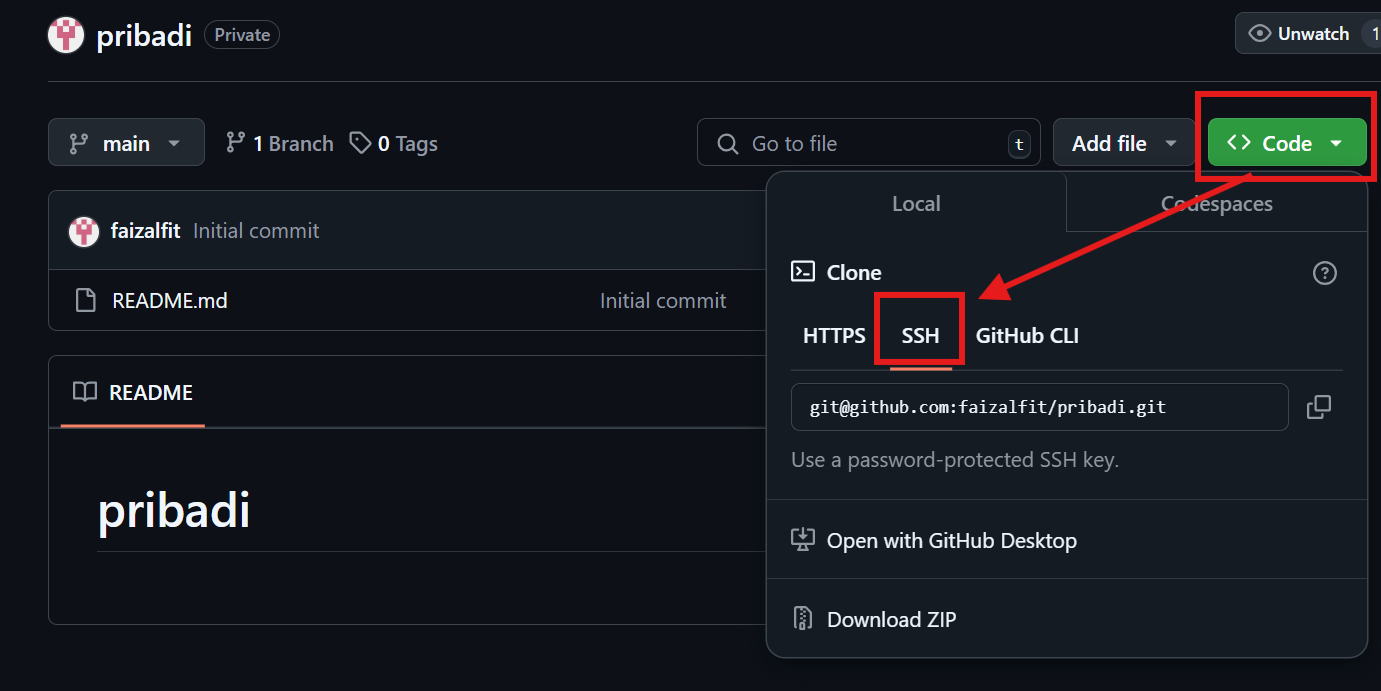 pribadi Private
Unwatch 1
main 1 Branch 0 Tags
Go to file t
Add file
Code
faizalfit Initial commit
README.md Initial commit
README
pribadi
Local Codespaces
Clone
HTTPS SSH GitHub CLI
git@github.com:faizalfit/pribadi.git
Use a password-protected SSH key.
Open with GitHub Desktop
Download ZIP